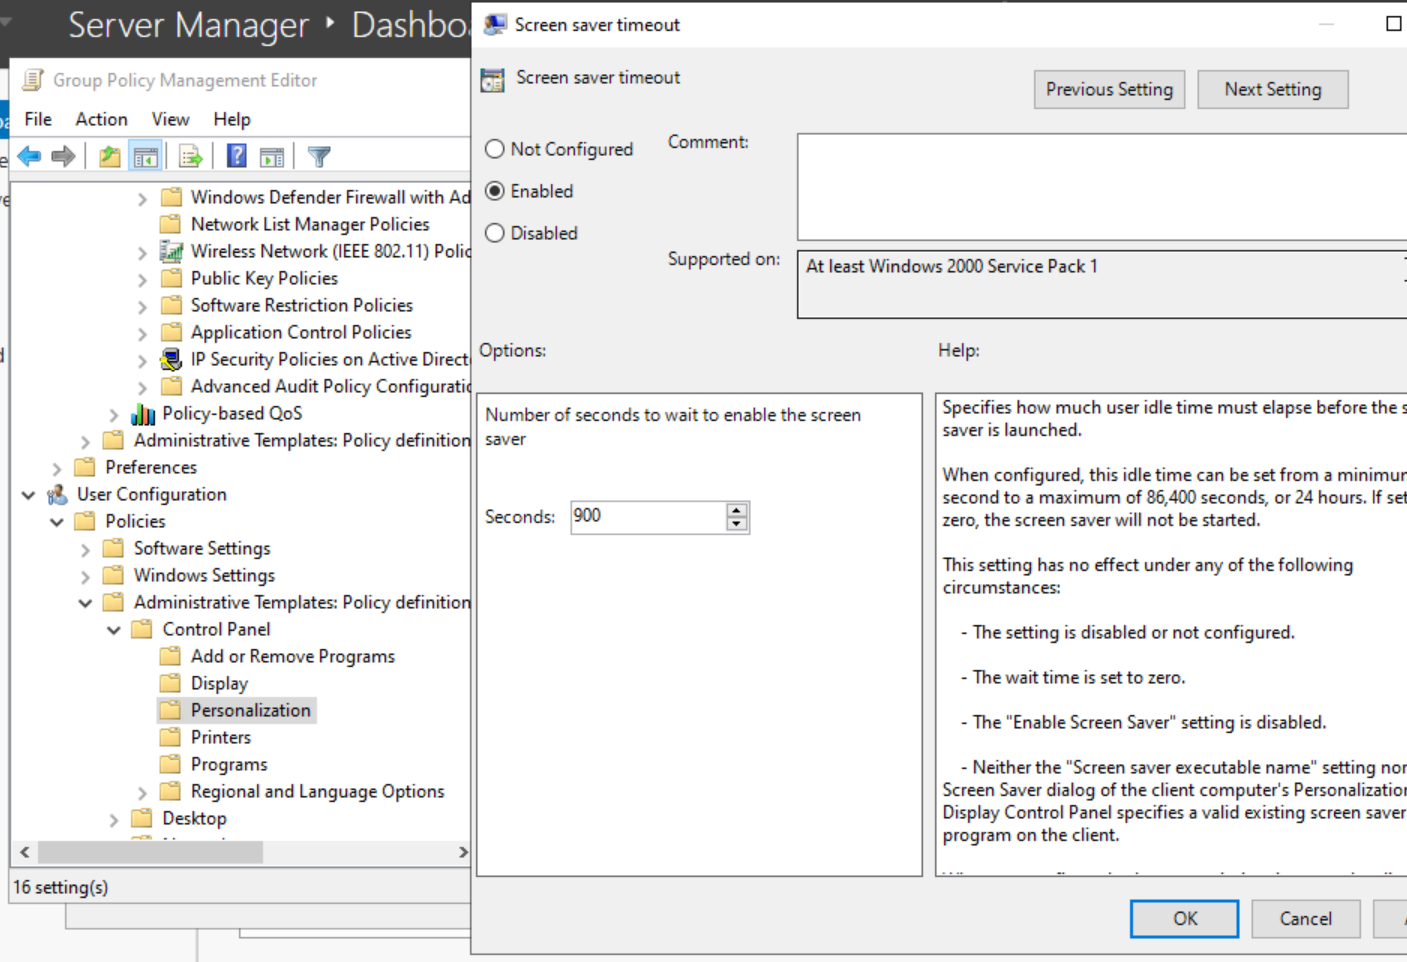 Server Manager ‣ Dashbo
Group Policy Management Editor
File Action View Help
Windows Defender Firewall with Ad
Network List Manager Policies
Wireless Network (IEEE 802.11) Polic
Public Key Policies
Software Restriction Policies
Application Control Policies
IP Security Policies on Active Direct
Advanced Audit Policy Configuratic
Policy-based QoS
Administrative Templates: Policy definition
Preferences
User Configuration
Policies
Software Settings
Windows Settings
Administrative Templates: Policy definition
Control Panel
Add or Remove Programs
Display
Personalization
Printers
Programs
Regional and Language Options
Desktop
16 setting(s)
Screen saver timeout
Screen saver timeout
Previous Setting
Next Setting
Not Configured
Enabled
Disabled
Comment:
Supported on:
At least Windows 2000 Service Pack 1
Options:
Help:
Number of seconds to wait to enable the screen
saver
Seconds: 900
Specifies how much user idle time must elapse before the s
saver is launched.
When configured, this idle time can be set from a minimum
second to a maximum of 86,400 seconds, or 24 hours. If set
zero, the screen saver will not be started.
This setting has no effect under any of the following
circumstances:
- The setting is disabled or not configured.
- The wait time is set to zero.
- The "Enable Screen Saver" setting is disabled.
- Neither the "Screen saver executable name" setting nor
Screen Saver dialog of the client computer's Personalization
Display Control Panel specifies a valid existing screen saver
program on the client.
OK
Cancel